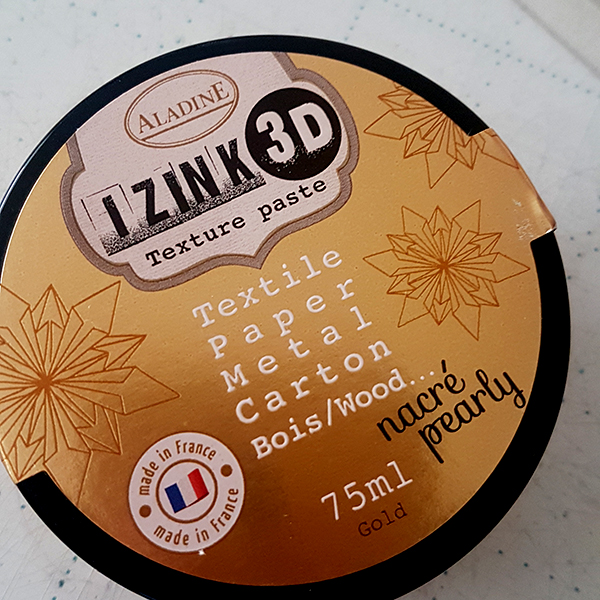 ALADINE
IZINK 3D
Texture paste
Textile
Paper
Metal
Carton
Bois/Wood...
nacré
pearly
made in France
made in France
75ml
Gold